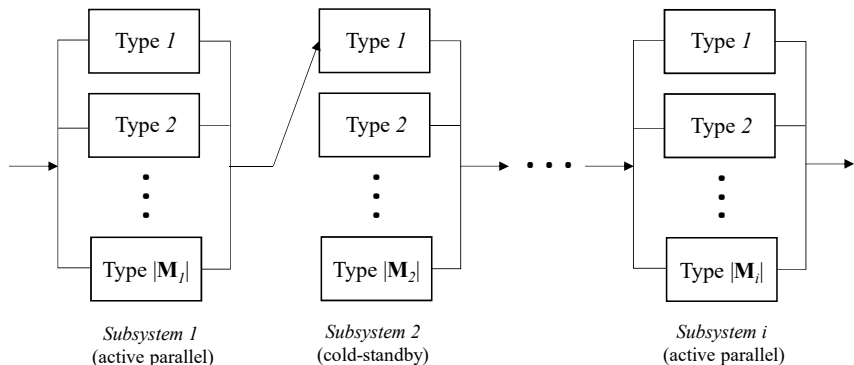 Type 1
Type 2
Type |M1|
Subsystem 1
(active parallel)
Type 1
Type 2
Type |M2|
Subsystem 2
(cold-standby)
Type 1
Type 2
Type |Mi|
Subsystem i
(active parallel)